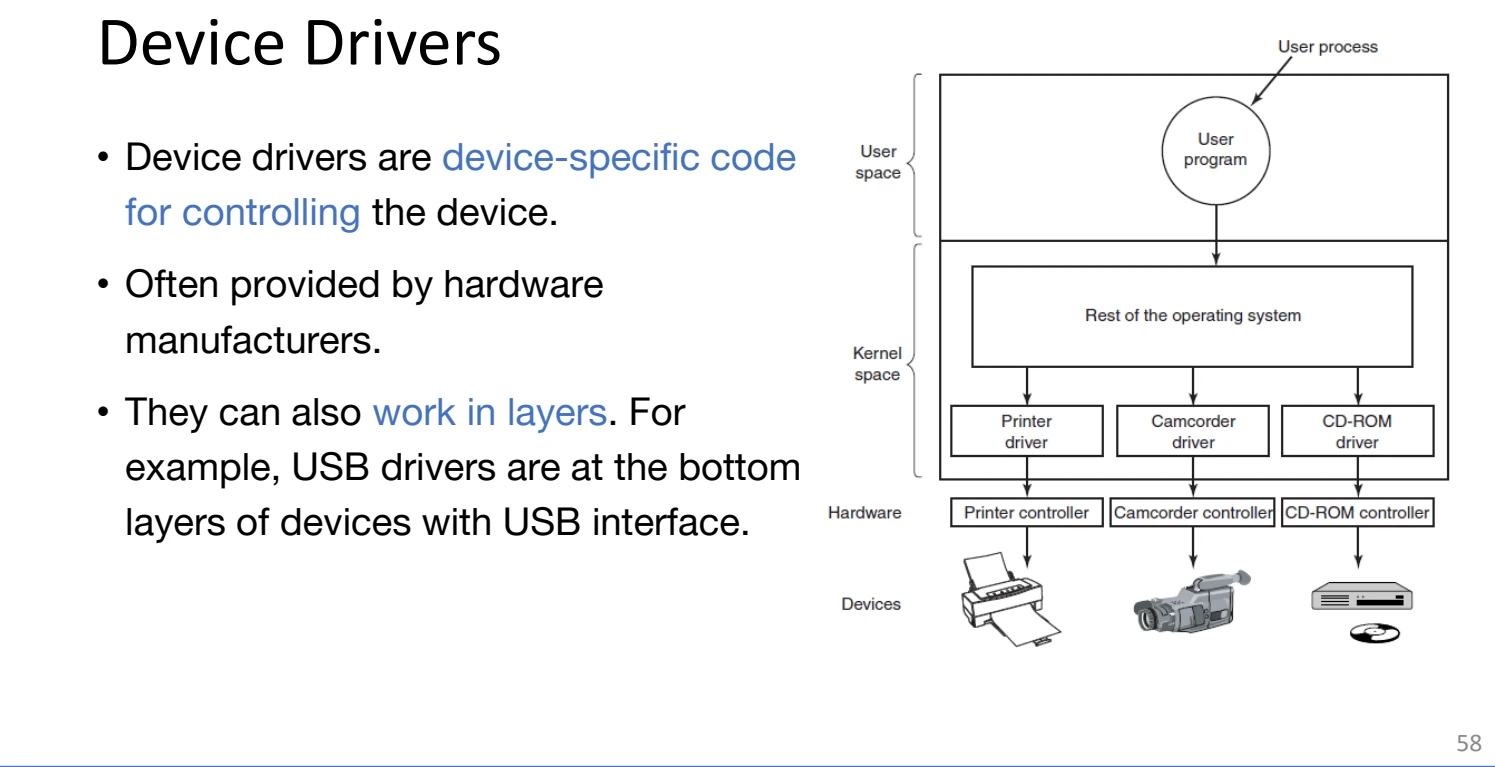 Device Drivers
• Device drivers are device-specific code
for controlling the device.
• Often provided by hardware
manufacturers.
• They can also work in layers. For
example, USB drivers are at the bottom
layers of devices with USB interface.
User process
User
space
User
program
Rest of the operating system
Kernel
space
Printer
driver
Camcorder
driver
CD-ROM
driver
Hardware
Printer controller
Camcorder controller
CD-ROM controller
Devices
58